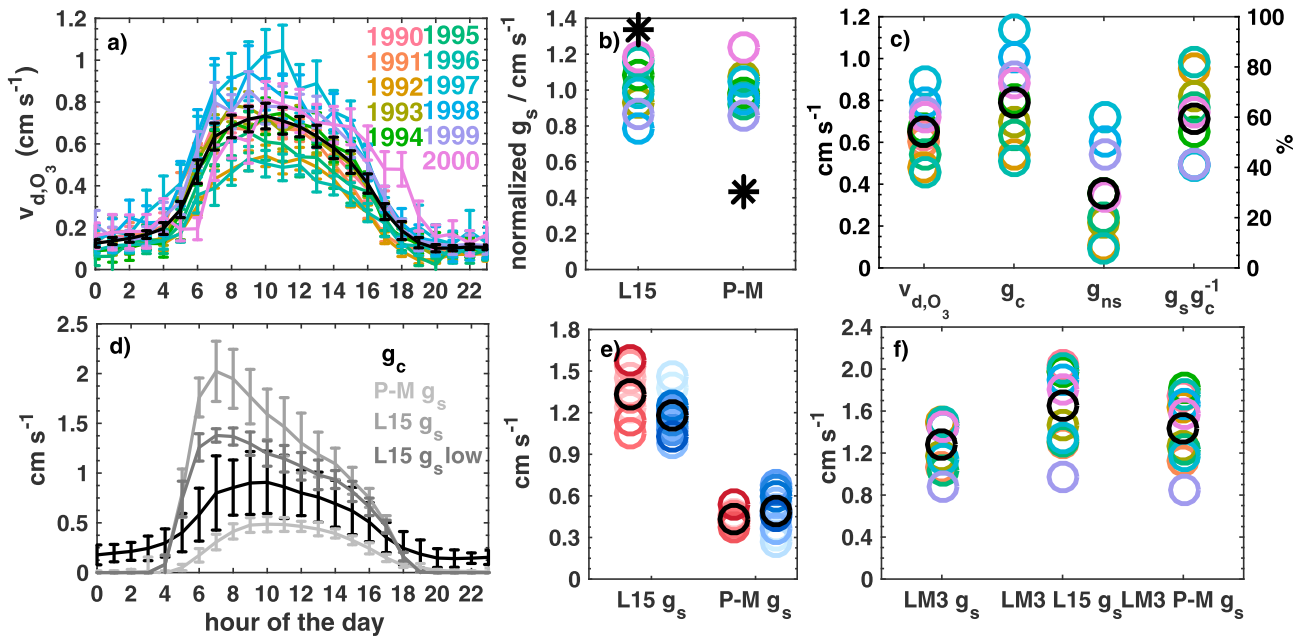 a)
v_d,O3 (cm s⁻¹)
1.2
1
0.8
0.6
0.4
0.2
0
0 2 4 6 8 10 12 14 16 18 20 22
1990 1995
1991 1996
1992 1997
1993 1998
1994 1999
2000
b)
normalized g_s / cm s⁻¹
1.4
1.2
1
0.8
0.6
0.4
0.2
0
L15 P-M
c)
cm s⁻¹
1.2
1.0
0.8
0.6
0.4
0.2
0
100
80
60
40
20
0
%
v_d,O3 g_c g_ns g_s g_c⁻¹
d)
cm s⁻¹
2.5
2
1.5
1
0.5
0
g_c
P-M g_s
L15 g_s
L15 g_s low
0 2 4 6 8 10 12 14 16 18 20 22
hour of the day
e)
cm s⁻¹
1.8
1.5
1.2
0.9
0.6
0.3
0
L15 g_s P-M g_s
f)
cm s⁻¹
2.4
2.0
1.6
1.2
0.8
0.4
0
LM3 g_s LM3 L15 g_s LM3 P-M g_s